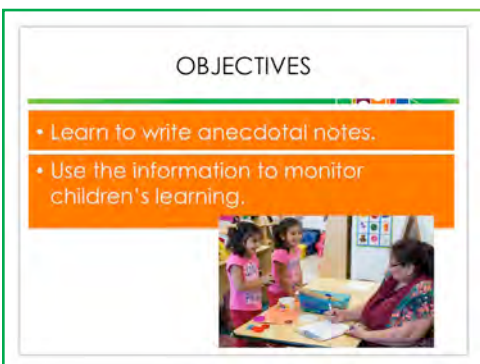 OBJECTIVES
• Learn to write anecdotal notes.
• Use the information to monitor
children's learning.